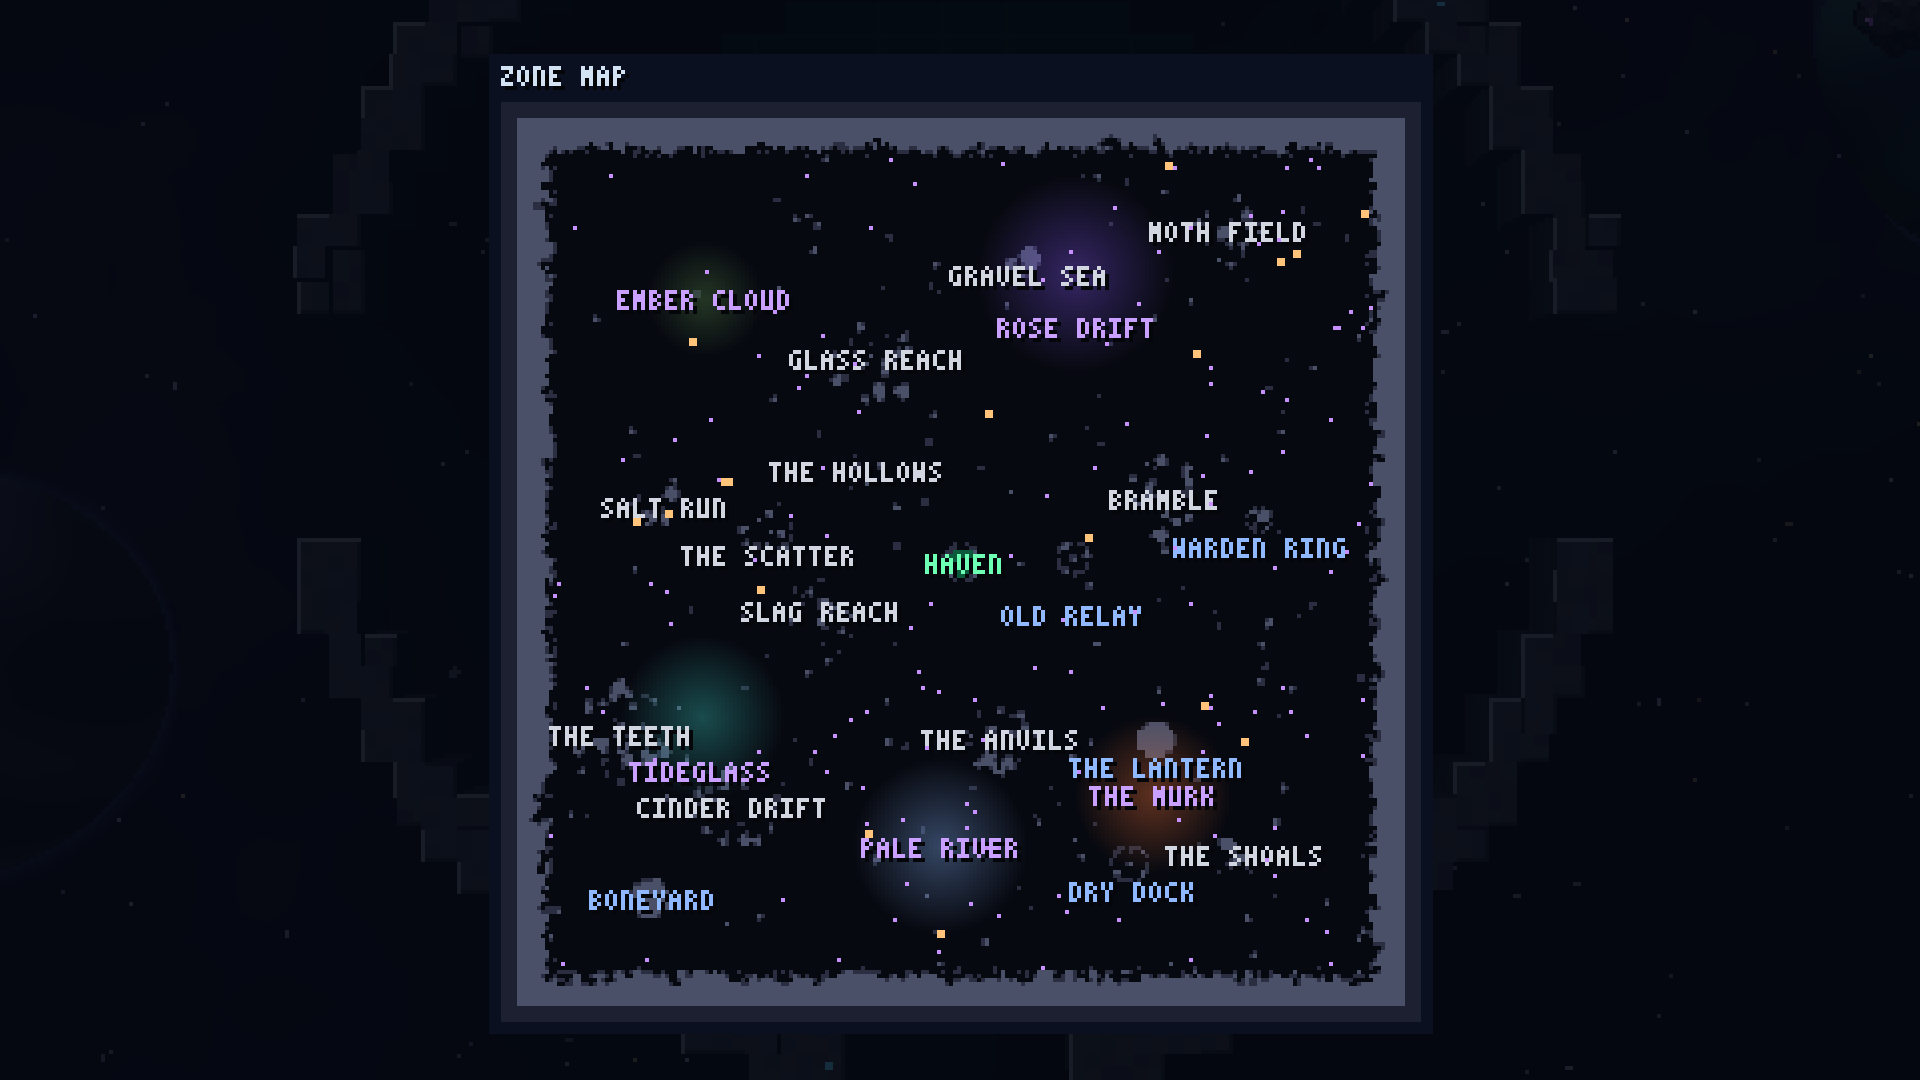 ZONE MAP
MOTH FIELD
GRAVEL SEA
EMBER CLOUD
ROSE DRIFT
GLASS REACH
THE HOLLOWS
BRAMBLE
SALT RUN
WARDEN RING
THE SCATTER
HAVEN
SLAG REACH
OLD RELAY
THE TEETH
THE ANVILS
THE LANTERN
TIDEGLASS
THE MURK
CINDER DRIFT
PALE RIVER
THE SHOALS
DRY DOCK
BONEYARD